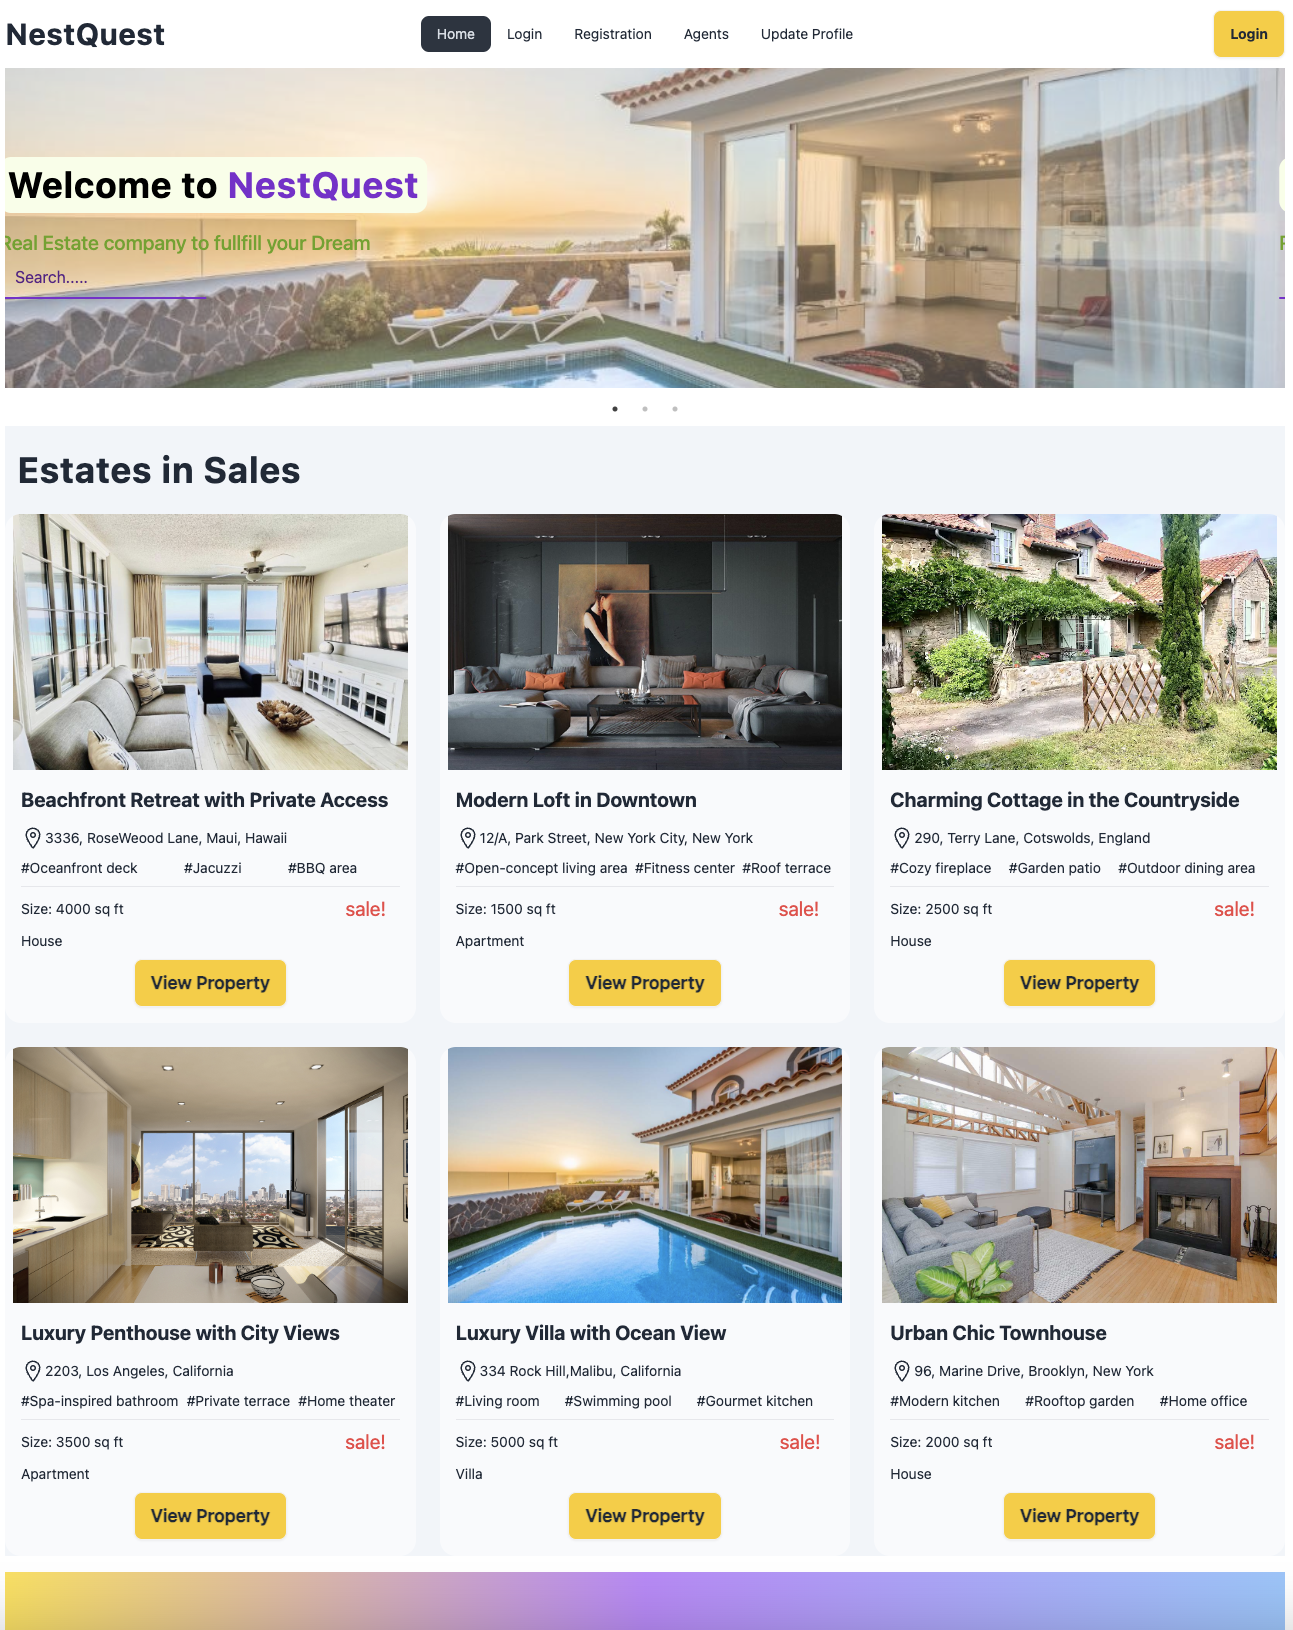 NestQuest
Home Login Registration Agents Update Profile Login
Welcome to NestQuest
Real Estate company to fullfill your Dream
Search.....
Estates in Sales
Beachfront Retreat with Private Access
3336, RoseWeood Lane, Maui, Hawaii
#Oceanfront deck #Jacuzzi #BBQ area
Size: 4000 sq ft sale!
House
View Property
Modern Loft in Downtown
12/A, Park Street, New York City, New York
#Open-concept living area #Fitness center #Roof terrace
Size: 1500 sq ft sale!
Apartment
View Property
Charming Cottage in the Countryside
290, Terry Lane, Cotswolds, England
#Cozy fireplace #Garden patio #Outdoor dining area
Size: 2500 sq ft sale!
House
View Property
Luxury Penthouse with City Views
2203, Los Angeles, California
#Spa-inspired bathroom #Private terrace #Home theater
Size: 3500 sq ft sale!
Apartment
View Property
Luxury Villa with Ocean View
334 Rock Hill,Malibu, California
#Living room #Swimming pool #Gourmet kitchen
Size: 5000 sq ft sale!
Villa
View Property
Urban Chic Townhouse
96, Marine Drive, Brooklyn, New York
#Modern kitchen #Rooftop garden #Home office
Size: 2000 sq ft sale!
House
View Property